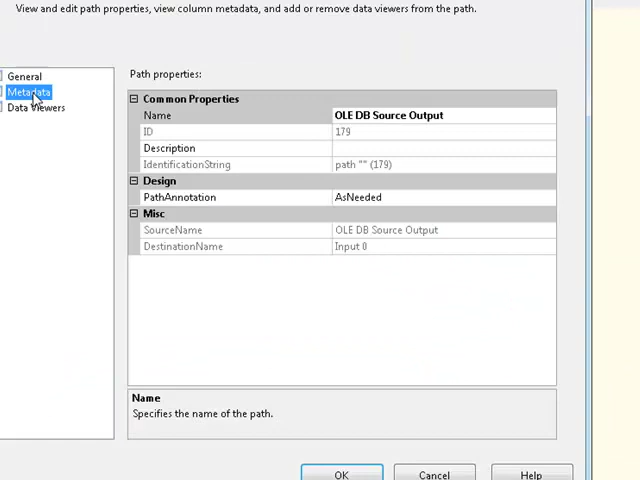 View and edit path properties, view column metadata, and add or remove data viewers from the path.
General
Metadata
Data Viewers
Path properties:
Common Properties
Name OLE DB Source Output
ID 179
Description
IdentificationString path "" (179)
Design
PathAnnotation AsNeeded
Misc
SourceName OLE DB Source Output
DestinationName Input 0
Name
Specifies the name of the path.
OK Cancel Help